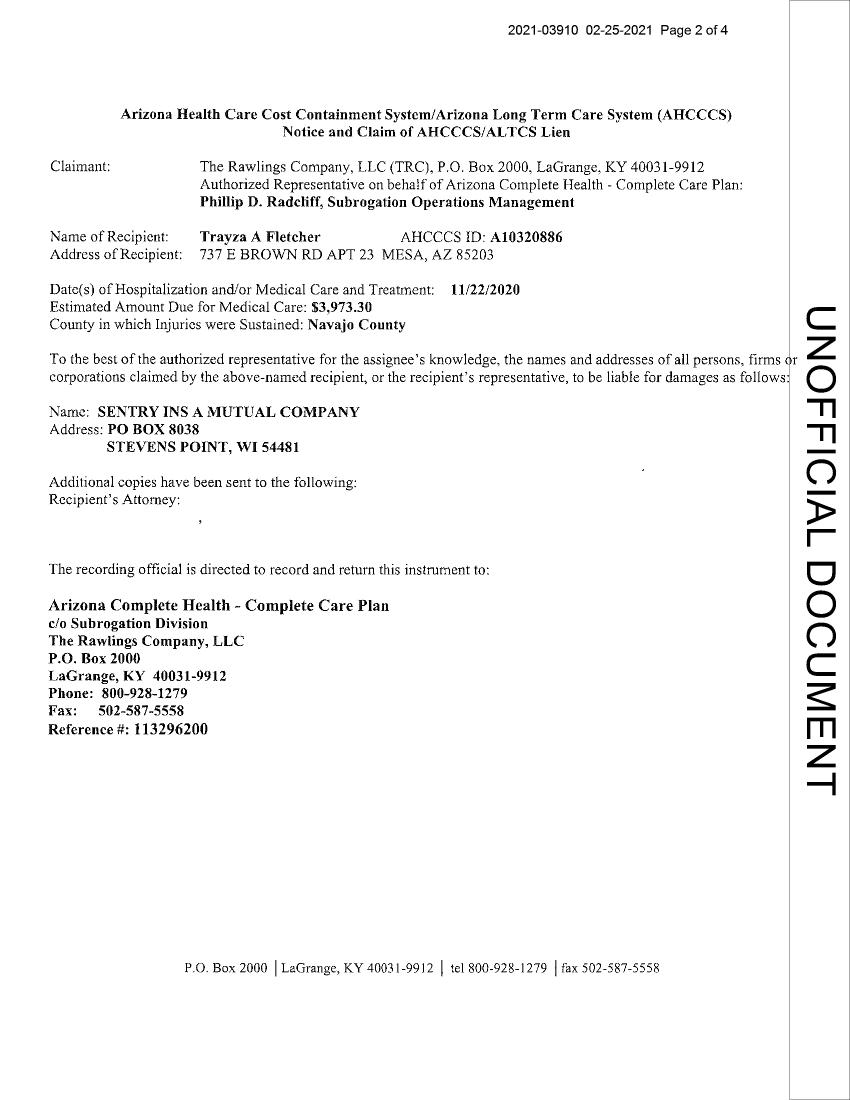 2021-03910 02-25-2021 Page 2 of 4
Arizona Health Care Cost Containment System/Arizona Long Term Care System (AHCCCS)
Notice and Claim of AHCCCS/ALTCS Lien
Claimant: The Rawlings Company, LLC (TRC), P.O. Box 2000, LaGrange, KY 40031-9912
Authorized Representative on behalf of Arizona Complete Health - Complete Care Plan:
Phillip D. Radcliff, Subrogation Operations Management
Name of Recipient: Trayza A Fletcher AHCCCS ID: A10320886
Address of Recipient: 737 E BROWN RD APT 23 MESA, AZ 85203
Date(s) of Hospitalization and/or Medical Care and Treatment: 11/22/2020
Estimated Amount Due for Medical Care: $3,973.30
County in which Injuries were Sustained: Navajo County
To the best of the authorized representative for the assignee's knowledge, the names and addresses of all persons, firms or
corporations claimed by the above-named recipient, or the recipient's representative, to be liable for damages as follows:
Name: SENTRY INS A MUTUAL COMPANY
Address: PO BOX 8038
STEVENS POINT, WI 54481
Additional copies have been sent to the following:
Recipient's Attorney:
,
The recording official is directed to record and return this instrument to:
Arizona Complete Health - Complete Care Plan
c/o Subrogation Division
The Rawlings Company, LLC
P.O. Box 2000
LaGrange, KY 40031-9912
Phone: 800-928-1279
Fax: 502-587-5558
Reference #: 113296200
P.O. Box 2000 | LaGrange, KY 40031-9912 | tel 800-928-1279 | fax 502-587-5558
UNOFFICIAL DOCUMENT